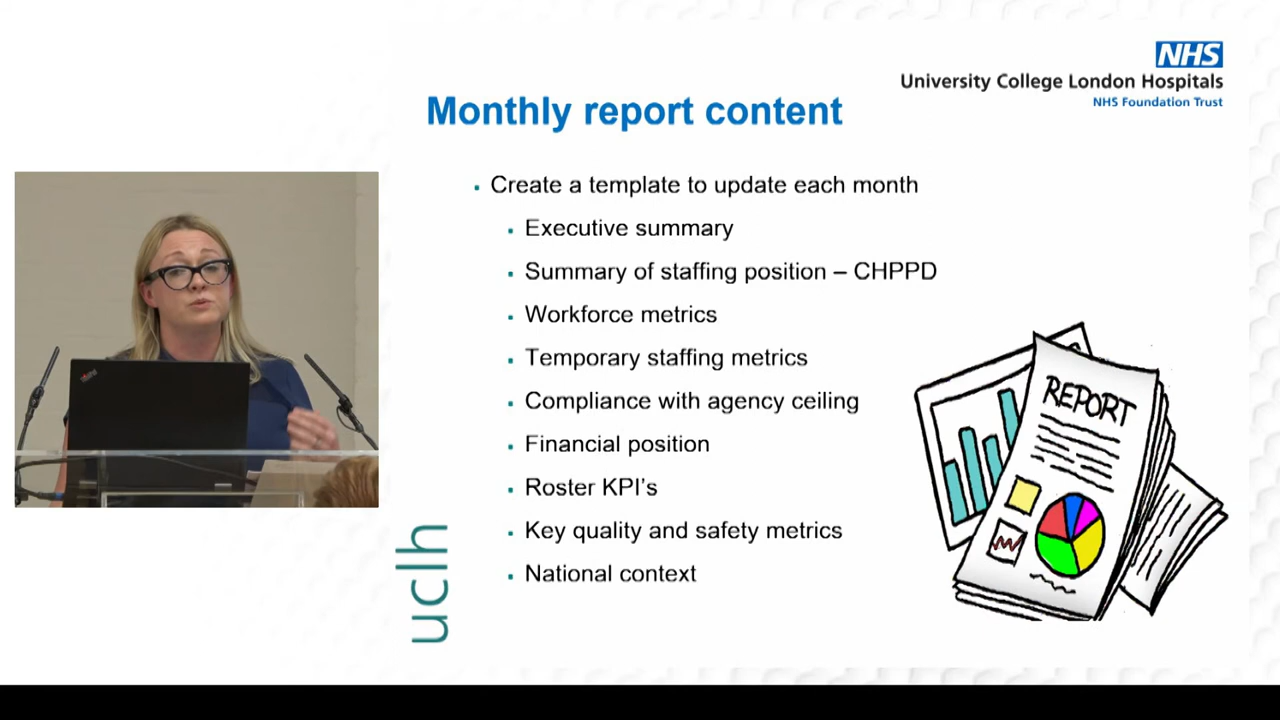 NHS
University College London Hospitals
NHS Foundation Trust
Monthly report content
Create a template to update each month
Executive summary
Summary of staffing position – CHPPD
Workforce metrics
Temporary staffing metrics
Compliance with agency ceiling
Financial position
Roster KPI's
Key quality and safety metrics
National context
REPORT
uclh